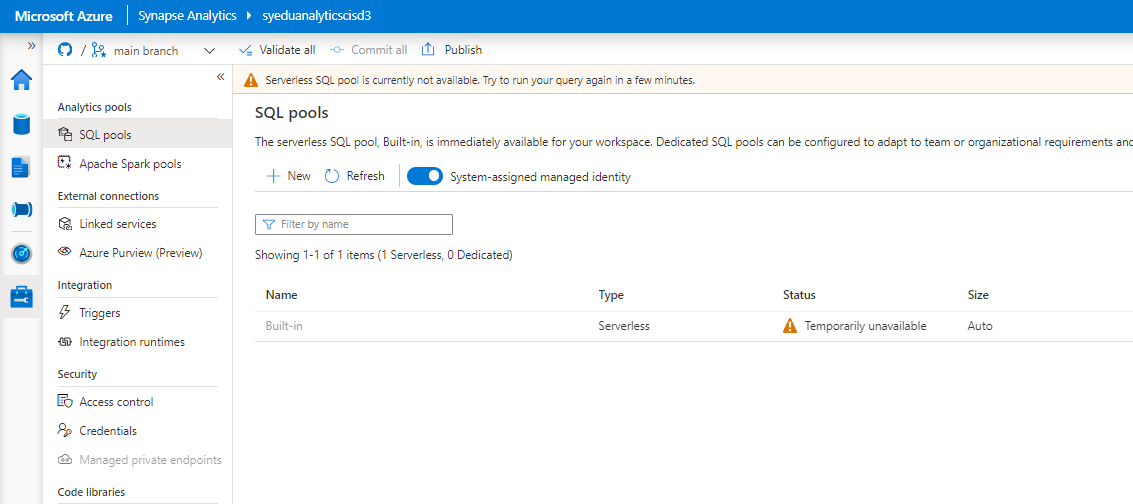 Microsoft Azure Synapse Analytics syeduanalyticscisd3
» / main branch Validate all Commit all Publish
«
Serverless SQL pool is currently not available. Try to run your query again in a few minutes.
Analytics pools
SQL pools
Apache Spark pools
External connections
Linked services
Azure Purview (Preview)
Integration
Triggers
Integration runtimes
Security
Access control
Credentials
Managed private endpoints
Code libraries
SQL pools
The serverless SQL pool, Built-in, is immediately available for your workspace. Dedicated SQL pools can be configured to adapt to team or organizational requirements and
New Refresh System-assigned managed identity
Filter by name
Showing 1-1 of 1 items (1 Serverless, 0 Dedicated)
Name Type Status Size
Built-in Serverless Temporarily unavailable Auto